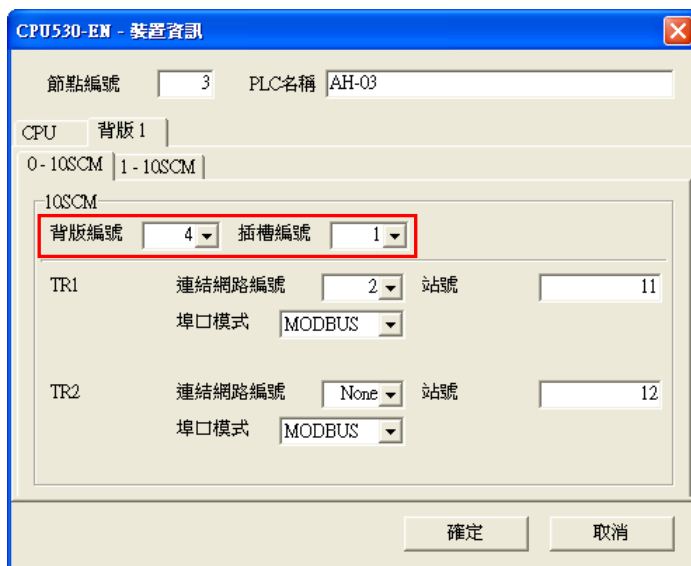 CPU530-EN - 裝置資訊
節點編號 3 PLC名稱 AH-03
CPU 背版 1
0 - 10SCM 1 - 10SCM
10SCM
背版編號 4 插槽編號 1
TR1 連結網路編號 2 站號 11
埠口模式 MODBUS
TR2 連結網路編號 None 站號 12
埠口模式 MODBUS
確定 取消